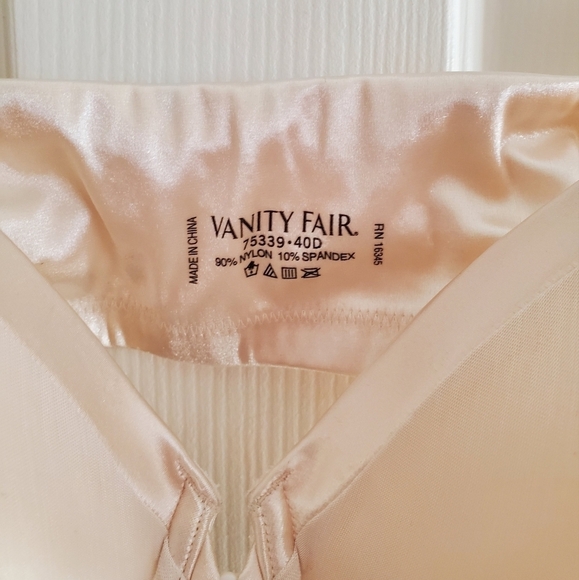 VANITY FAIR®
75339•40D
90% NYLON 10% SPANDEX
MADE IN CHINA
RN 16345